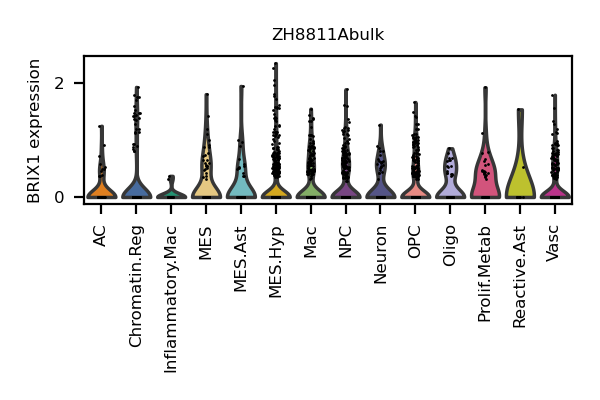 ZH8811Abulk
BRIX1 expression
2
0
AC
Chromatin.Reg
Inflammatory.Mac
MES
MES.Ast
MES.Hyp
Mac
NPC
Neuron
OPC
Oligo
Prolif.Metab
Reactive.Ast
Vasc